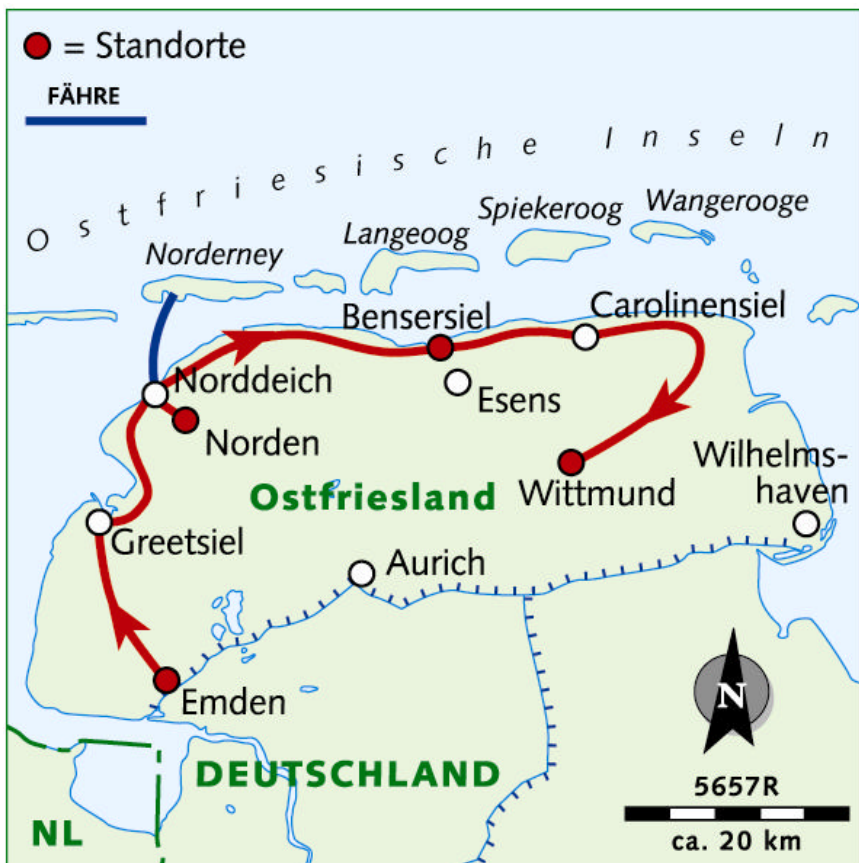 = Standorte
FÄHRE
Ostfriesische Inseln
Wangerooge
Spiekeroog
Langeoog
Norderney
Carolinensiel
Bensersiel
Norddeich
Esens
Norden
Wilhelms-
haven
Wittmund
Ostfriesland
Greetsiel
Aurich
Emden
N
DEUTSCHLAND
5657R
NL
ca. 20 km